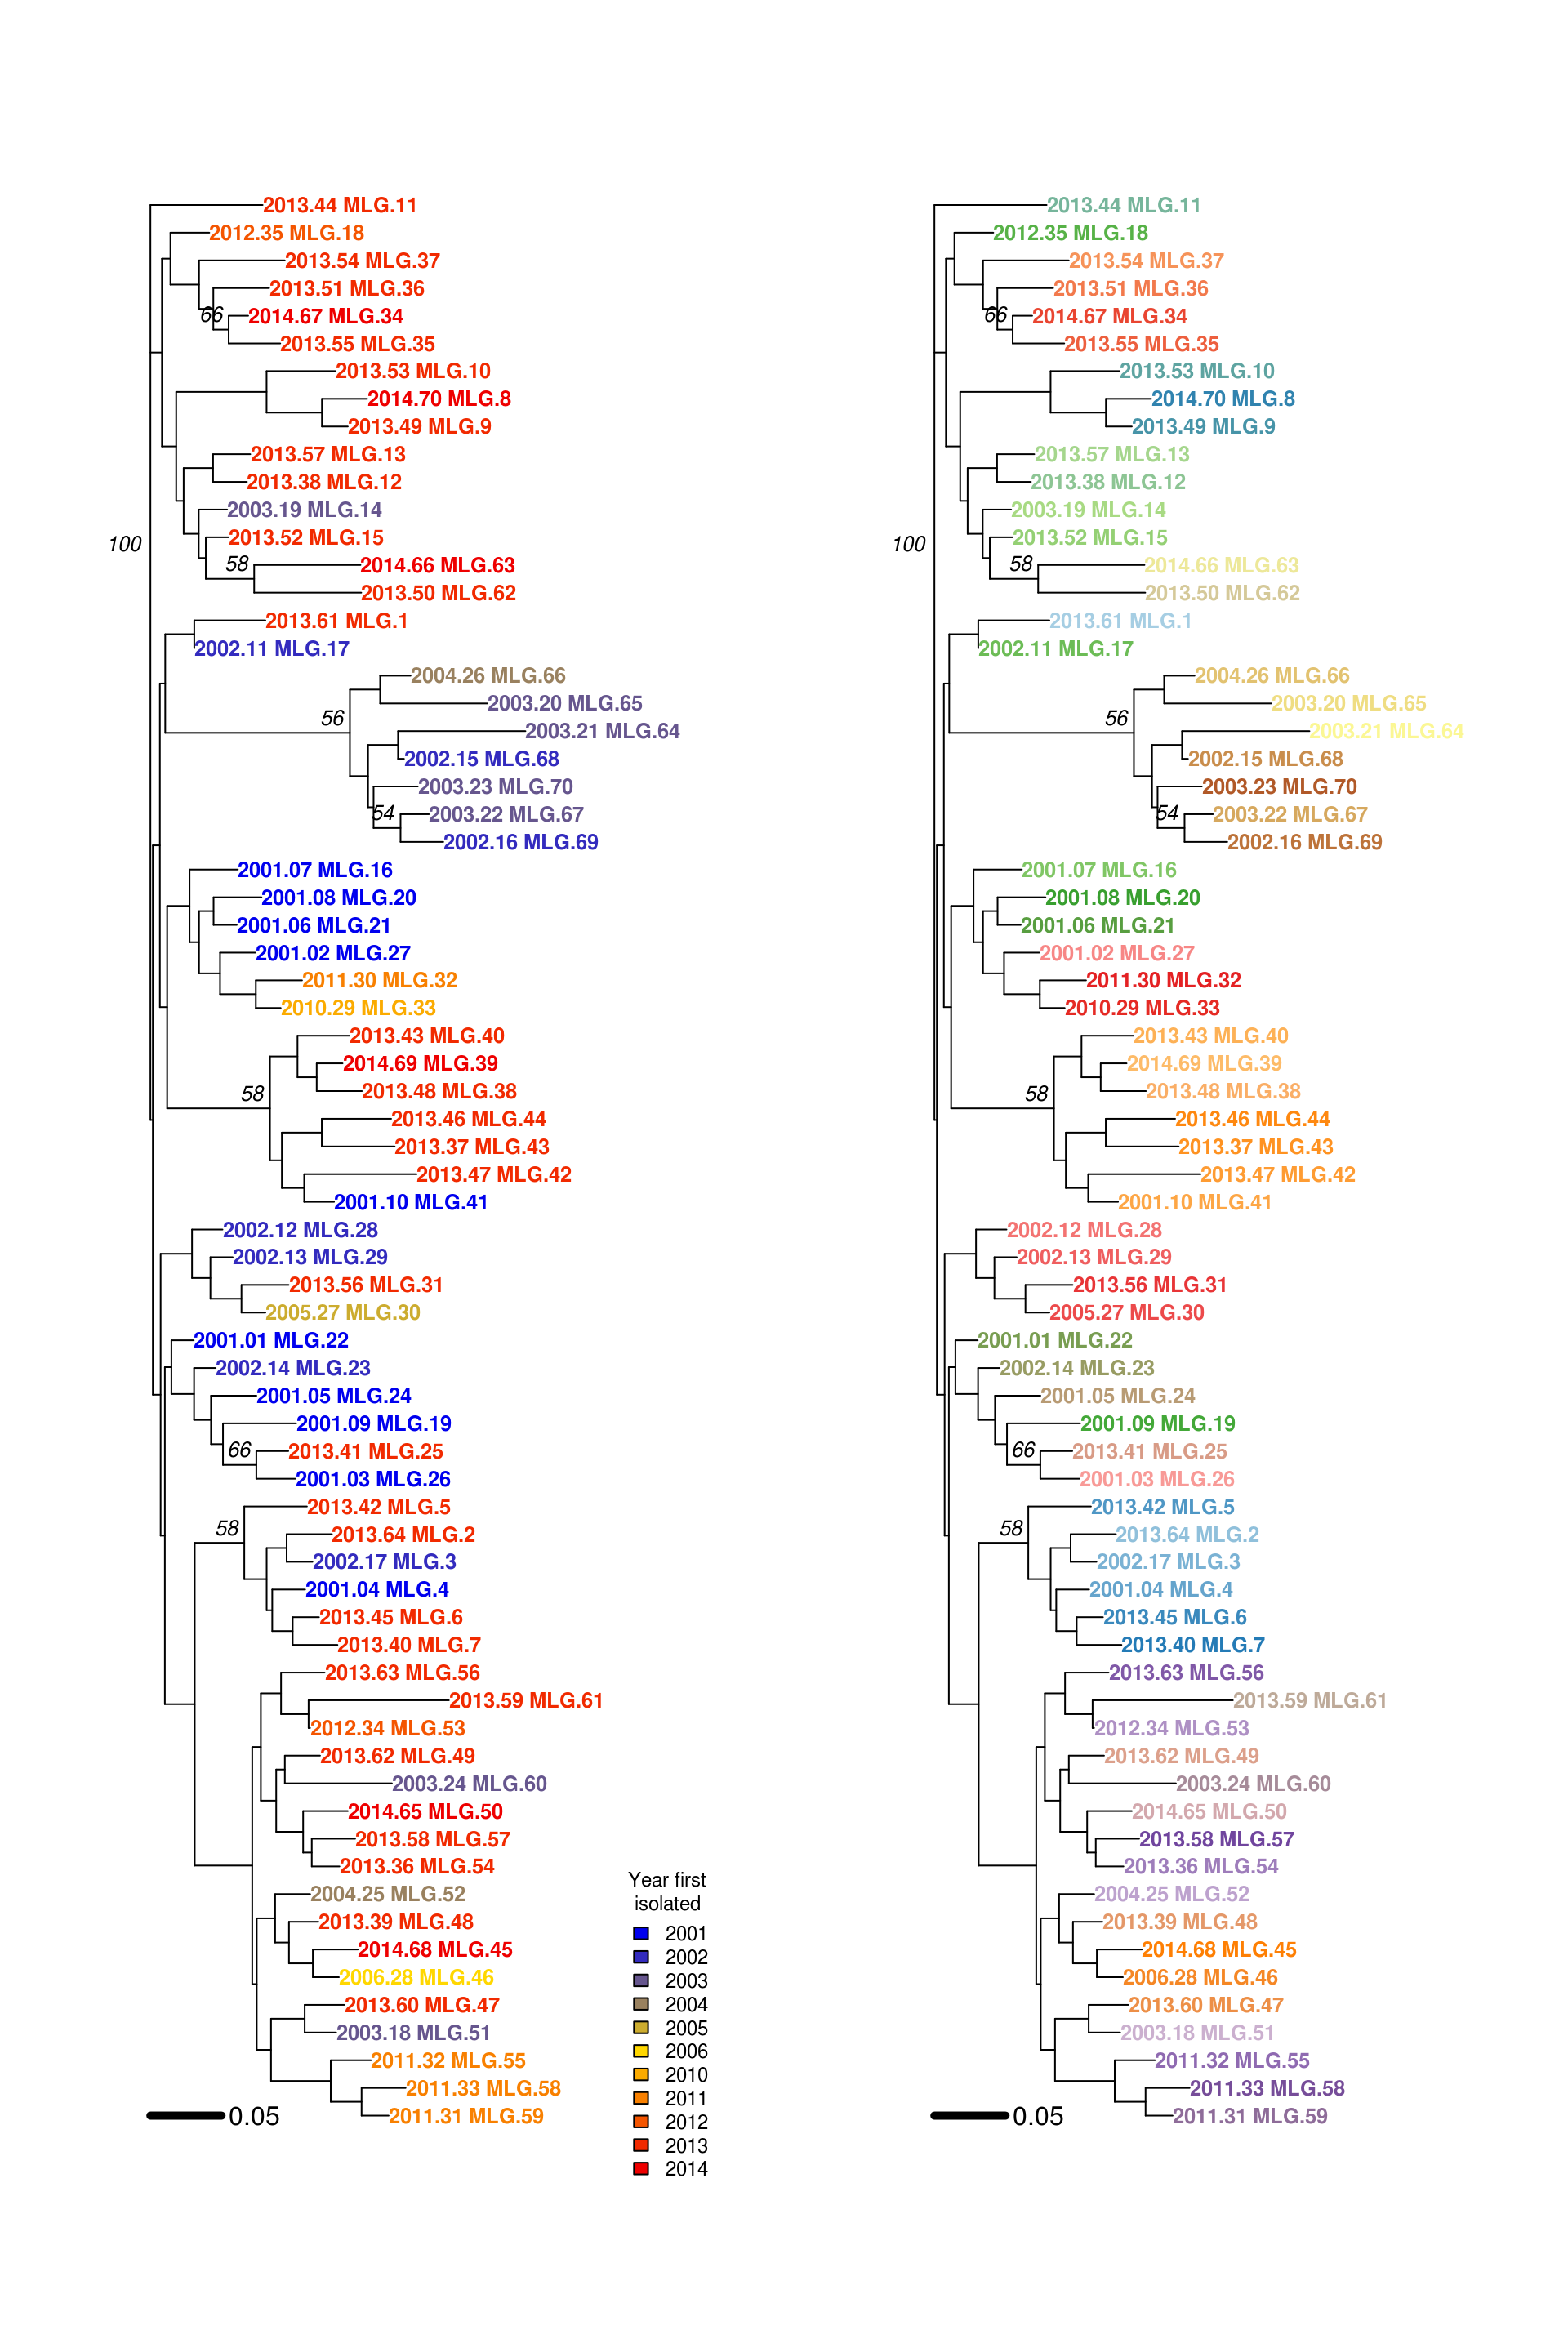 2013.44 MLG.11
2012.35 MLG.18
2013.54 MLG.37
2013.51 MLG.36
66
2014.67 MLG.34
2013.55 MLG.35
2013.53 MLG.10
2014.70 MLG.8
2013.49 MLG.9
2013.57 MLG.13
2013.38 MLG.12
2003.19 MLG.14
2013.52 MLG.15
100
58
2014.66 MLG.63
2013.50 MLG.62
2013.61 MLG.1
2002.11 MLG.17
2004.26 MLG.66
2003.20 MLG.65
56
2003.21 MLG.64
2002.15 MLG.68
2003.23 MLG.70
54
2003.22 MLG.67
2002.16 MLG.69
2001.07 MLG.16
2001.08 MLG.20
2001.06 MLG.21
2001.02 MLG.27
2011.30 MLG.32
2010.29 MLG.33
2013.43 MLG.40
2014.69 MLG.39
2013.48 MLG.38
58
2013.46 MLG.44
2013.37 MLG.43
2013.47 MLG.42
2001.10 MLG.41
2002.12 MLG.28
2002.13 MLG.29
2013.56 MLG.31
2005.27 MLG.30
2001.01 MLG.22
2002.14 MLG.23
2001.05 MLG.24
2001.09 MLG.19
66
2013.41 MLG.25
2001.03 MLG.26
2013.42 MLG.5
58
2013.64 MLG.2
2002.17 MLG.3
2001.04 MLG.4
2013.45 MLG.6
2013.40 MLG.7
2013.63 MLG.56
2013.59 MLG.61
2012.34 MLG.53
2013.62 MLG.49
2003.24 MLG.60
2014.65 MLG.50
2013.58 MLG.57
2013.36 MLG.54
2004.25 MLG.52
2013.39 MLG.48
2014.68 MLG.45
2006.28 MLG.46
2013.60 MLG.47
2003.18 MLG.51
2011.32 MLG.55
2011.33 MLG.58
2011.31 MLG.59
0.05
Year first
isolated
2001
2002
2003
2004
2005
2006
2010
2011
2012
2013
2014
2013.44 MLG.11
2012.35 MLG.18
2013.54 MLG.37
2013.51 MLG.36
66
2014.67 MLG.34
2013.55 MLG.35
2013.53 MLG.10
2014.70 MLG.8
2013.49 MLG.9
2013.57 MLG.13
2013.38 MLG.12
2003.19 MLG.14
2013.52 MLG.15
100
58
2014.66 MLG.63
2013.50 MLG.62
2013.61 MLG.1
2002.11 MLG.17
2004.26 MLG.66
2003.20 MLG.65
56
2003.21 MLG.64
2002.15 MLG.68
2003.23 MLG.70
54
2003.22 MLG.67
2002.16 MLG.69
2001.07 MLG.16
2001.08 MLG.20
2001.06 MLG.21
2001.02 MLG.27
2011.30 MLG.32
2010.29 MLG.33
2013.43 MLG.40
2014.69 MLG.39
2013.48 MLG.38
58
2013.46 MLG.44
2013.37 MLG.43
2013.47 MLG.42
2001.10 MLG.41
2002.12 MLG.28
2002.13 MLG.29
2013.56 MLG.31
2005.27 MLG.30
2001.01 MLG.22
2002.14 MLG.23
2001.05 MLG.24
2001.09 MLG.19
66
2013.41 MLG.25
2001.03 MLG.26
2013.42 MLG.5
58
2013.64 MLG.2
2002.17 MLG.3
2001.04 MLG.4
2013.45 MLG.6
2013.40 MLG.7
2013.63 MLG.56
2013.59 MLG.61
2012.34 MLG.53
2013.62 MLG.49
2003.24 MLG.60
2014.65 MLG.50
2013.58 MLG.57
2013.36 MLG.54
2004.25 MLG.52
2013.39 MLG.48
2014.68 MLG.45
2006.28 MLG.46
2013.60 MLG.47
2003.18 MLG.51
2011.32 MLG.55
2011.33 MLG.58
2011.31 MLG.59
0.05